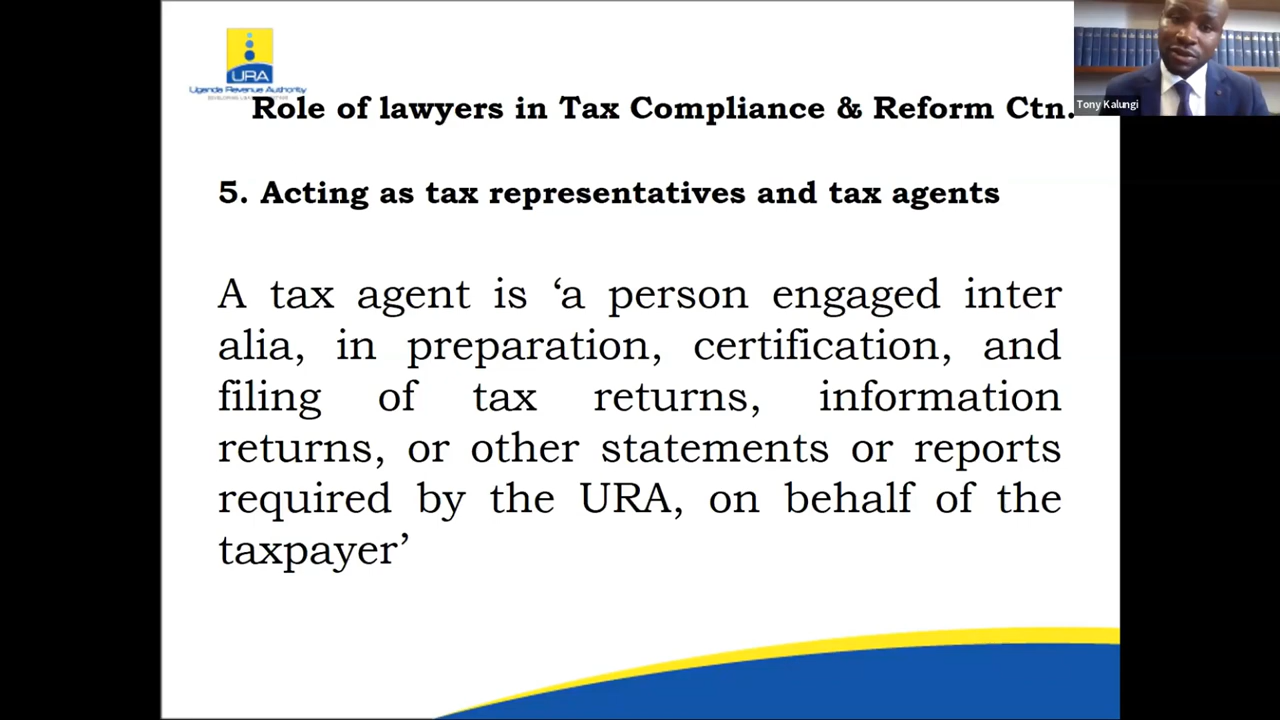 URA
Uganda Revenue Authority
Role of lawyers in Tax Compliance & Reform Ctn.
Tony Kalungi
5. Acting as tax representatives and tax agents
A tax agent is ‘a person engaged inter
alia, in preparation, certification, and
filing of tax returns, information
returns, or other statements or reports
required by the URA, on behalf of the
taxpayer’